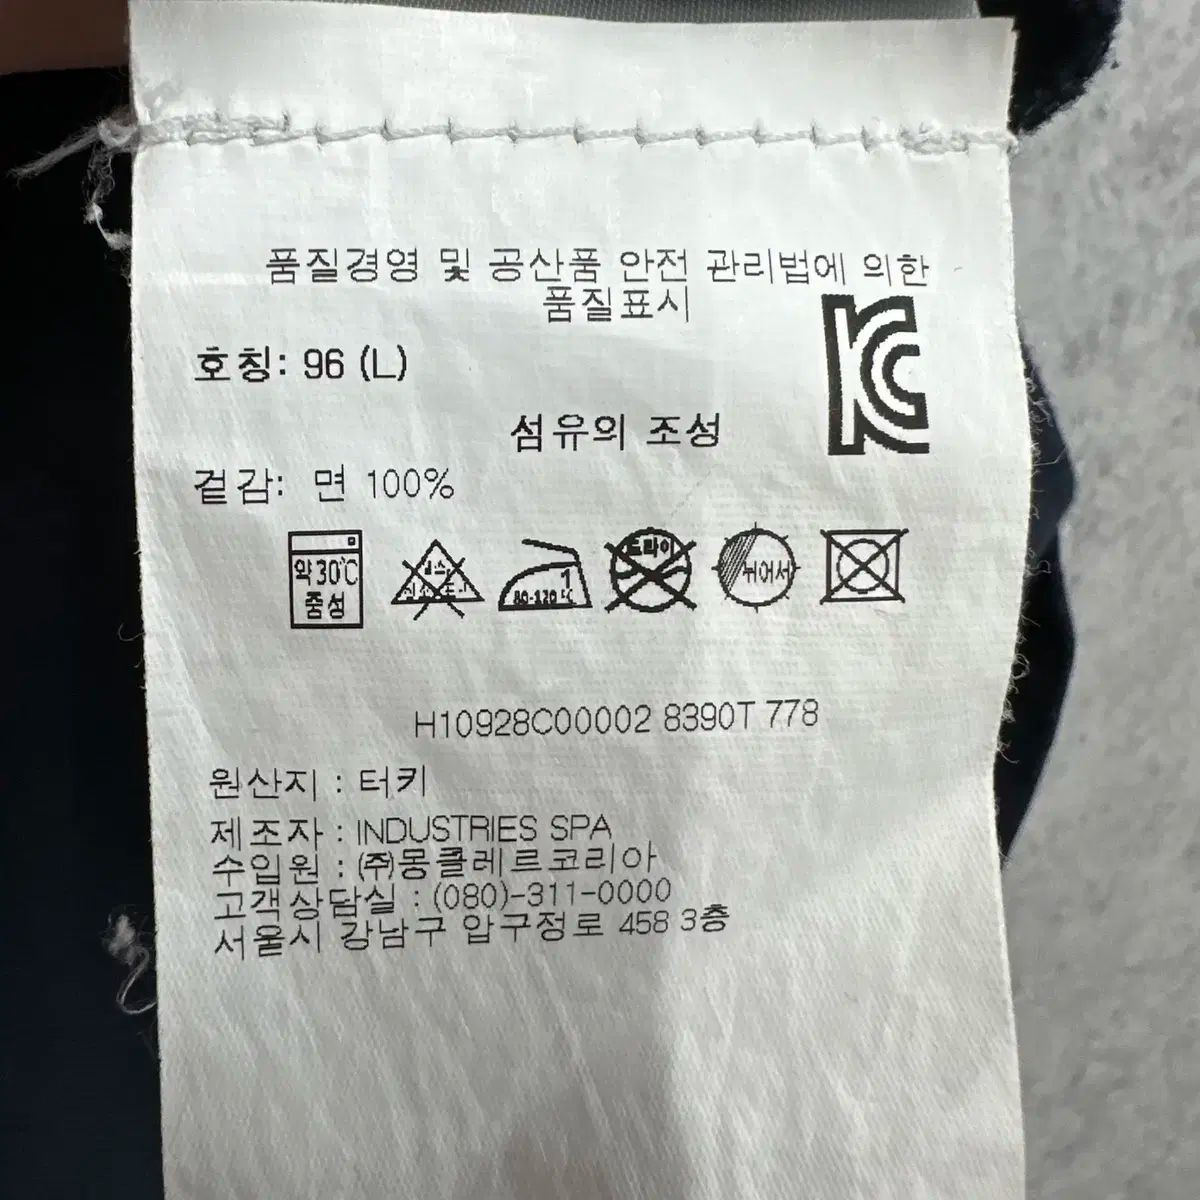 품질경영 및 공산품 안전 관리법에 의한
품질표시
호칭: 96 (L)
KC
섬유의 조성
겉감: 면 100%
약30℃
중성
1
80-120℃
드라이
뉘어서
H10928C00002 8390T 778
원산지 : 터키
제조자 : INDUSTRIES SPA
수입원 : (주)몽클레르코리아
고객상담실 : (080)-311-0000
서울시 강남구 압구정로 458 3층